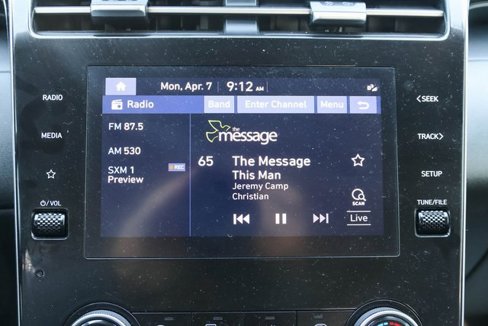 Mon, Apr. 7 9:12 AM
RADIO
Radio Band Enter Channel Menu
< SEEK
FM 87.5
the message
MEDIA
TRACK >
AM 530
65 The Message
SXM 1 REC
Preview
This Man
SETUP
Jeremy Camp
Christian
SCAN
/VOL
TUNE/FILE
Live